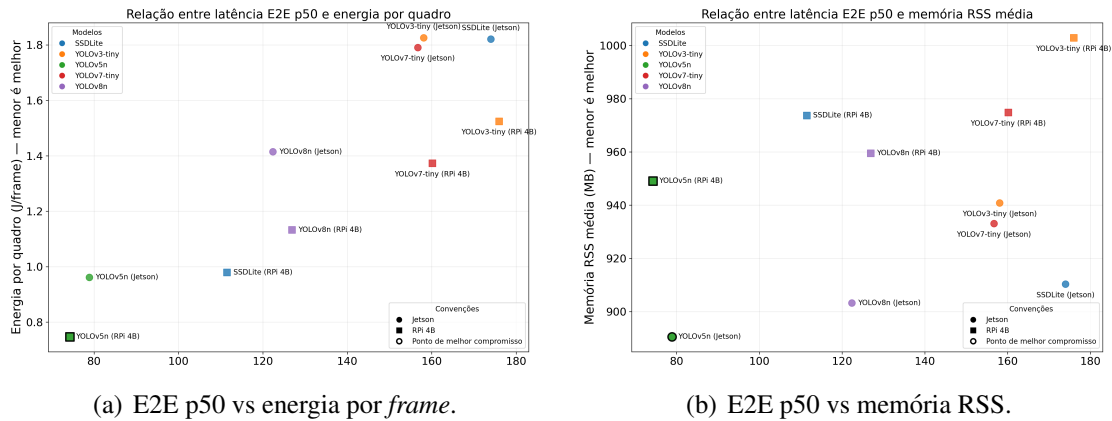 Relação entre latência E2E p50 e energia por quadro
Energia por quadro (J/frame) — menor é melhor
1.8
1.6
1.4
1.2
1.0
0.8
80
100
120
140
160
180
Modelos
SSDLite
YOLOv3-tiny
YOLOv5n
YOLOv7-tiny
YOLOv8n
YOLOv3-tiny (Jetson)
SSDLite (Jetson)
YOLOv7-tiny (Jetson)
YOLOv3-tiny (RPi 4B)
YOLOv8n (Jetson)
YOLOv7-tiny (RPi 4B)
YOLOv8n (RPi 4B)
SSDLite (RPi 4B)
YOLOv5n (Jetson)
YOLOv5n (RPi 4B)
Convenções
Jetson
RPi 4B
Ponto de melhor compromisso
(a) E2E p50 vs energia por frame.
Relação entre latência E2E p50 e memória RSS média
Memória RSS média (MB) — menor é melhor
1000
980
960
940
920
900
80
100
120
140
160
180
Modelos
SSDLite
YOLOv3-tiny
YOLOv5n
YOLOv7-tiny
YOLOv8n
YOLOv3-tiny (RPi 4B)
SSDLite (RPi 4B)
YOLOv7-tiny (RPi 4B)
YOLOv8n (RPi 4B)
YOLOv5n (RPi 4B)
YOLOv3-tiny (Jetson)
YOLOv7-tiny (Jetson)
SSDLite (Jetson)
YOLOv8n (Jetson)
YOLOv5n (Jetson)
Convenções
Jetson
RPi 4B
Ponto de melhor compromisso
(b) E2E p50 vs memória RSS.